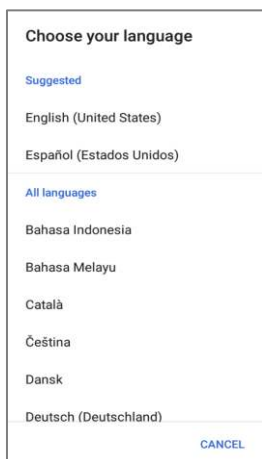 Choose your language
Suggested
English (United States)
Español (Estados Unidos)
All languages
Bahasa Indonesia
Bahasa Melayu
Català
Čeština
Dansk
Deutsch (Deutschland)
CANCEL